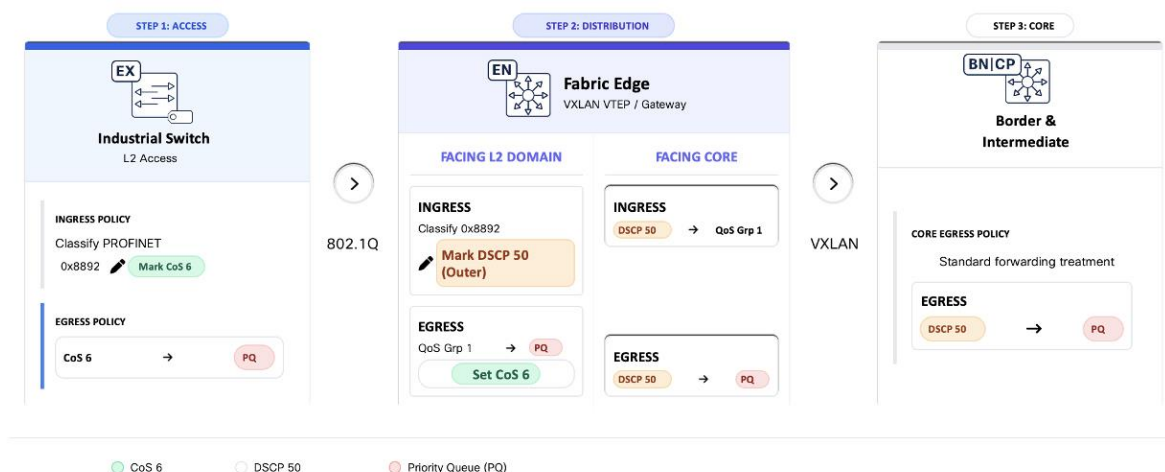 STEP 1: ACCESS
EX
Industrial Switch
L2 Access
INGRESS POLICY
Classify PROFINET
0x8892 Mark CoS 6
EGRESS POLICY
CoS 6 → PQ
802.1Q
STEP 2: DISTRIBUTION
EN
Fabric Edge
VXLAN VTEP / Gateway
FACING L2 DOMAIN
INGRESS
Classify 0x8892
Mark DSCP 50
(Outer)
EGRESS
QoS Grp 1 → PQ
Set CoS 6
FACING CORE
INGRESS
DSCP 50 → QoS Grp 1
EGRESS
DSCP 50 → PQ
VXLAN
STEP 3: CORE
BN|CP
Border &
Intermediate
CORE EGRESS POLICY
Standard forwarding treatment
EGRESS
DSCP 50 → PQ
CoS 6 DSCP 50 Priority Queue (PQ)